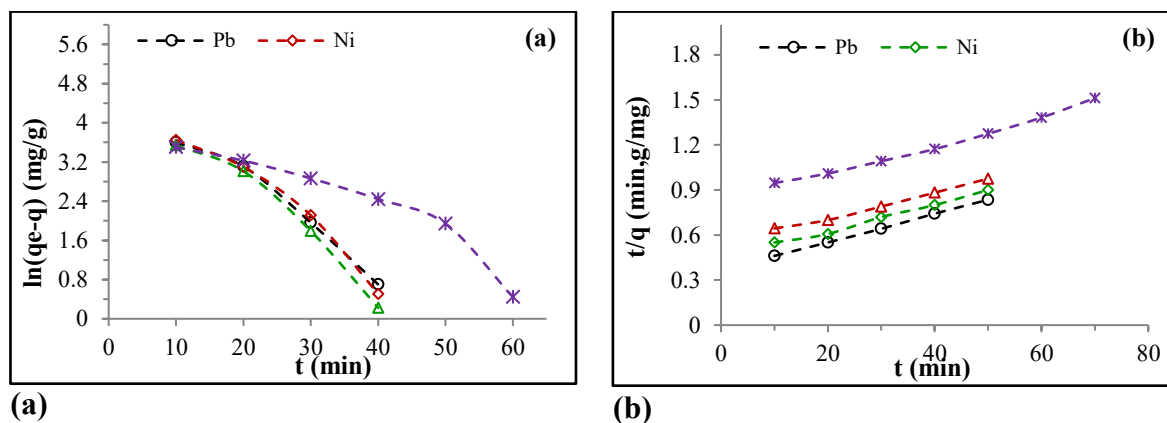 Pb Ni (a)
ln(qe-q) (mg/g)
5.6
4.8
4
3.2
2.4
1.6
0.8
0
0 10 20 30 40 50 60
t (min)
(a)
Pb Ni (b)
t/q (min,g/mg)
1.8
1.5
1.2
0.9
0.6
0.3
0
0 20 40 60 80
t (min)
(b)